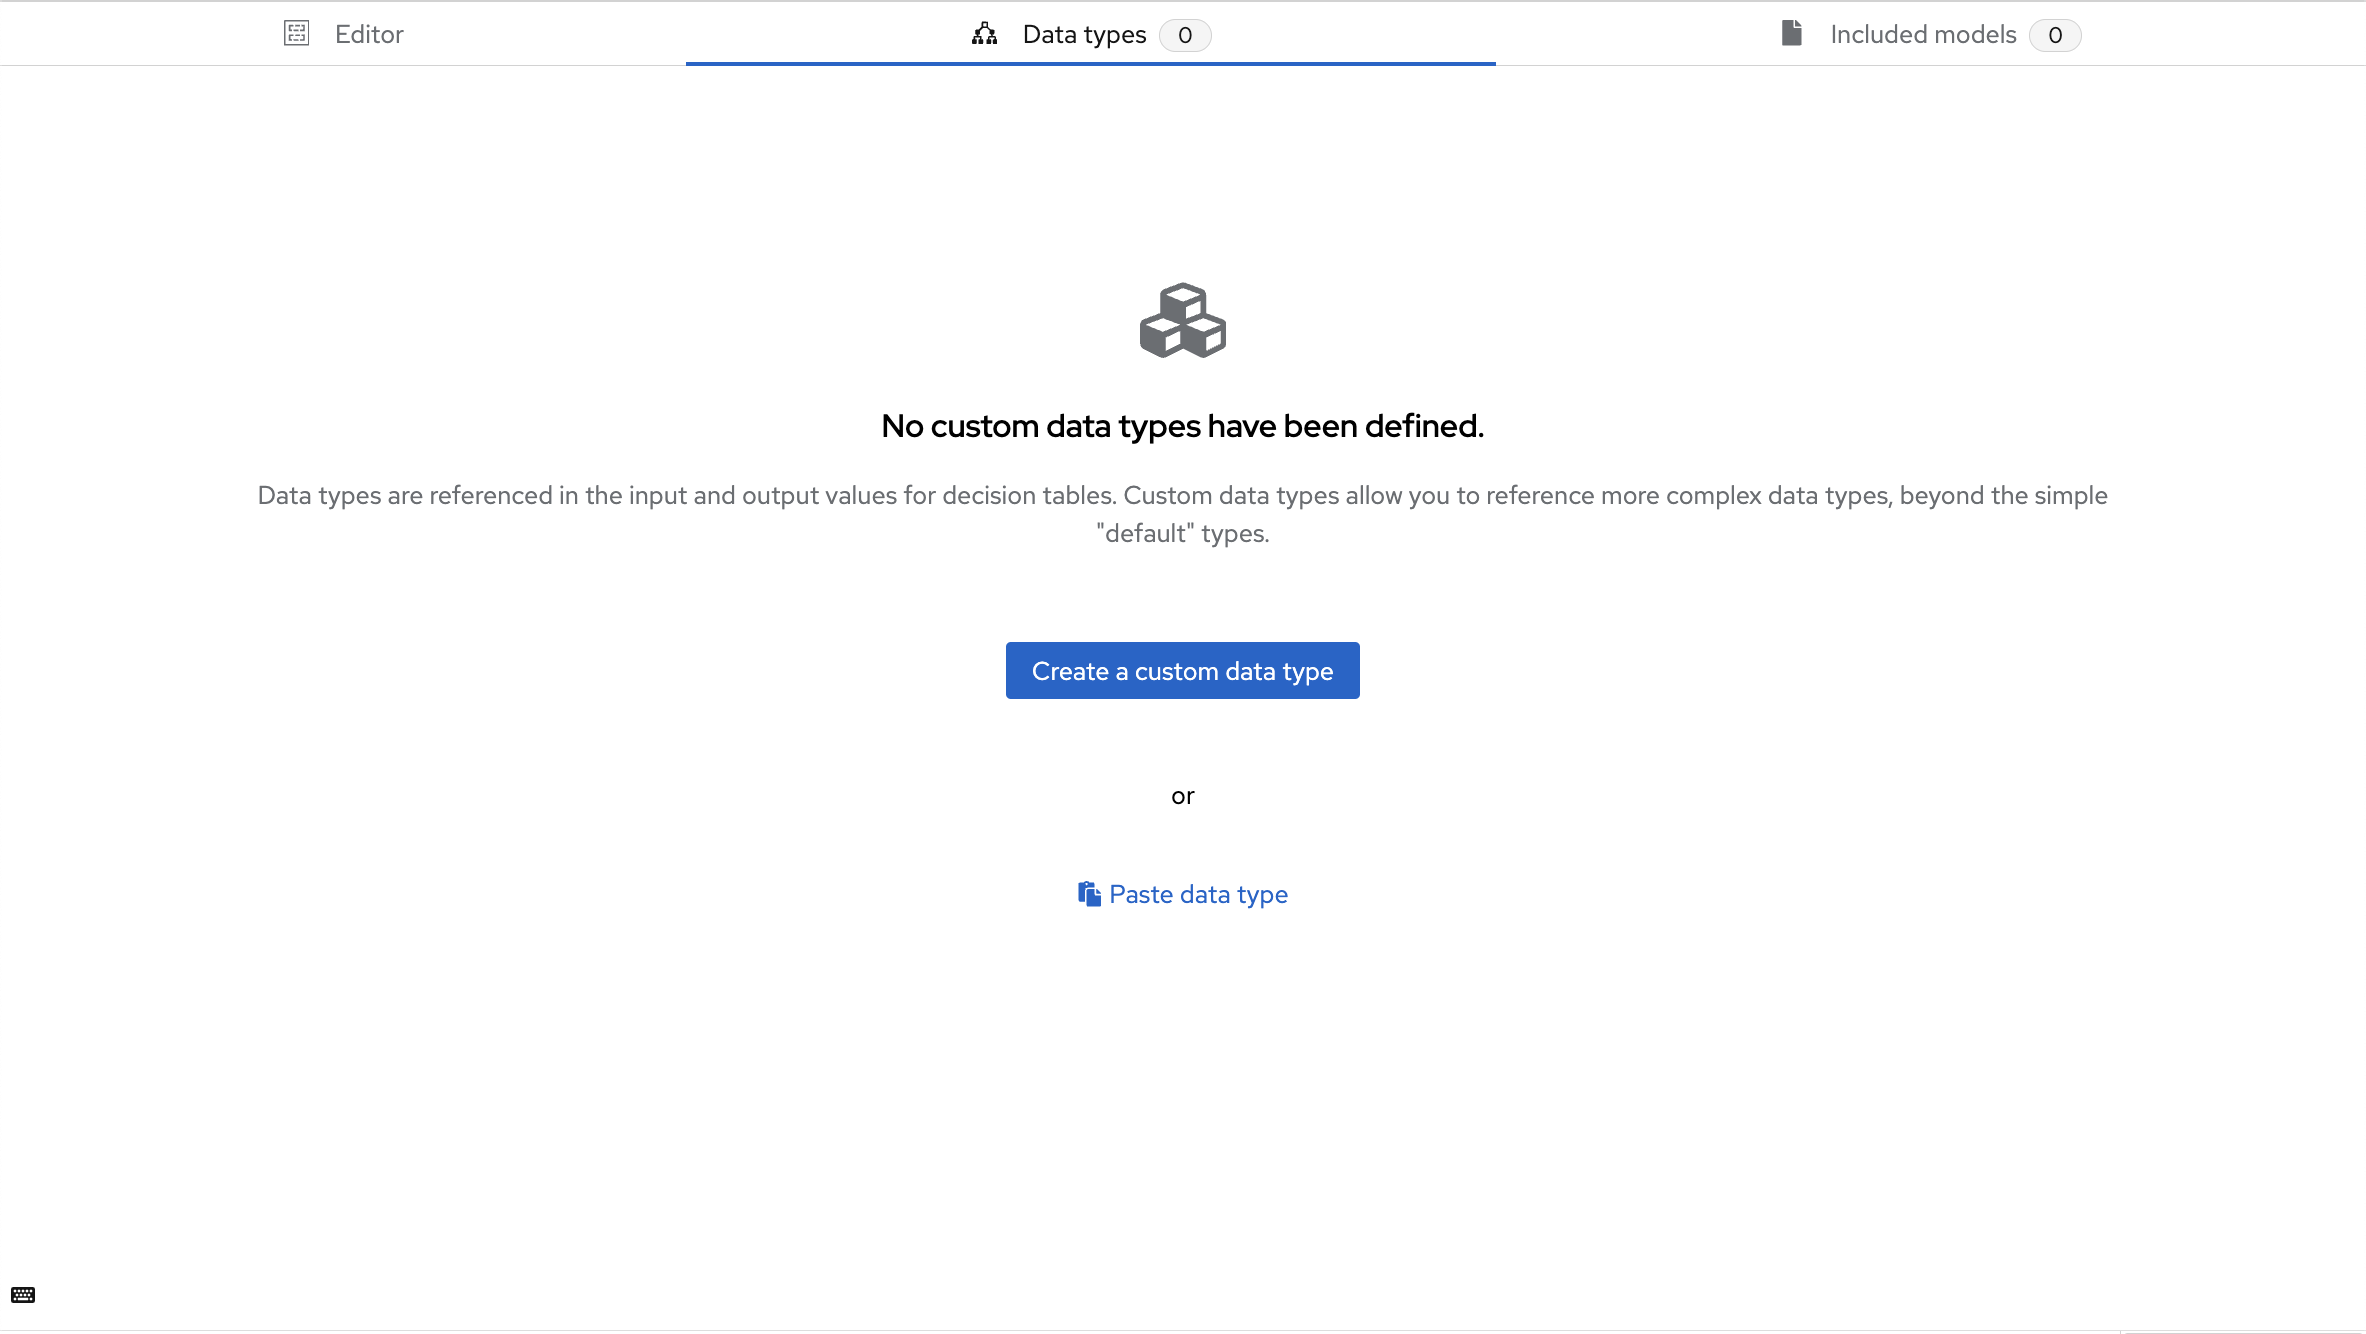 Editor
Data types 0
Included models 0
No custom data types have been defined.
Data types are referenced in the input and output values for decision tables. Custom data types allow you to reference more complex data types, beyond the simple
"default" types.
Create a custom data type
or
Paste data type